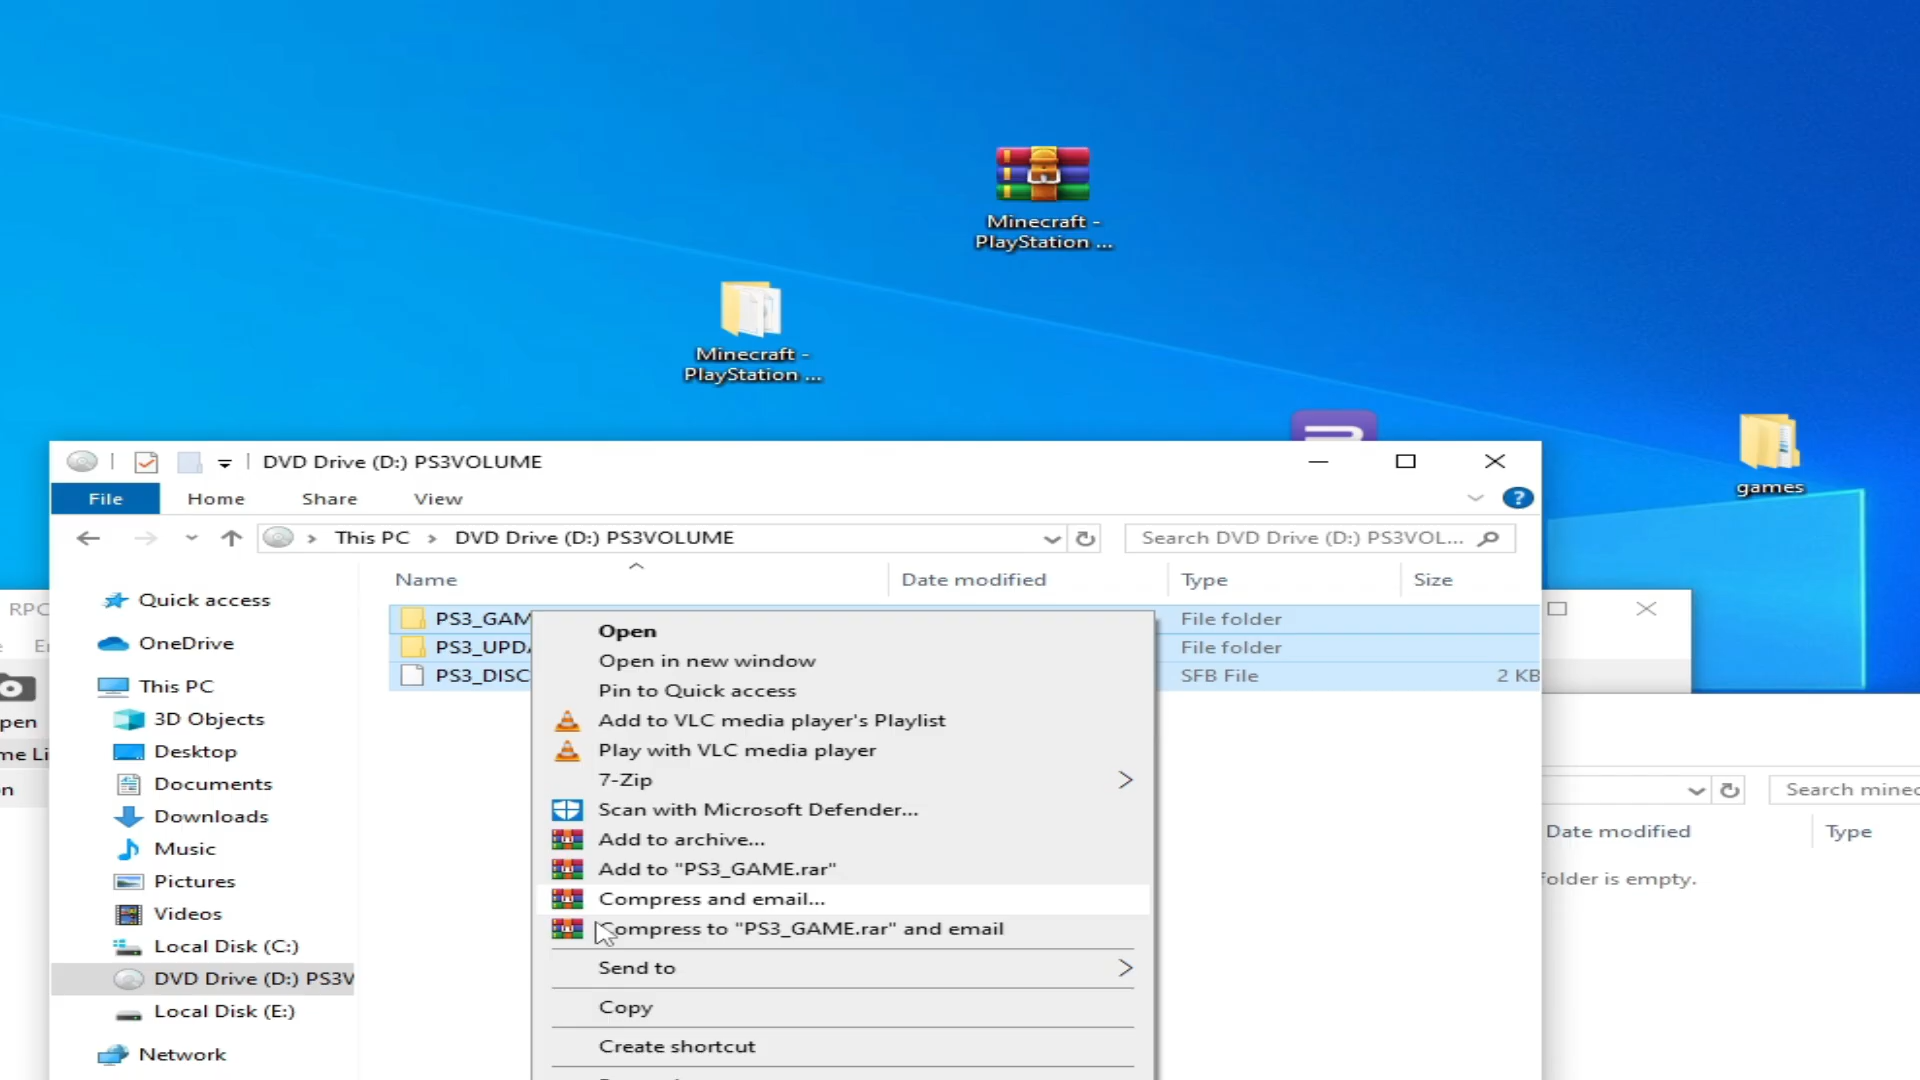 Minecraft -
PlayStation ...
Minecraft -
PlayStation ...
games
DVD Drive (D:) PS3VOLUME
File Home Share View
This PC DVD Drive (D:) PS3VOLUME
Search DVD Drive (D:) PS3VOL...
Name Date modified Type Size
Quick access
OneDrive
This PC
3D Objects
Desktop
Documents
Downloads
Music
Pictures
Videos
Local Disk (C:)
DVD Drive (D:) PS3V
Local Disk (E:)
Network
PS3_GAM File folder
PS3_UPDA File folder
PS3_DISC SFB File 2 KB
Open
Open in new window
Pin to Quick access
Add to VLC media player's Playlist
Play with VLC media player
7-Zip
Scan with Microsoft Defender...
Add to archive...
Add to "PS3_GAME.rar"
Compress and email...
Compress to "PS3_GAME.rar" and email
Send to
Copy
Create shortcut
RPC
pen
me Li
Search minec
Date modified Type
folder is empty.